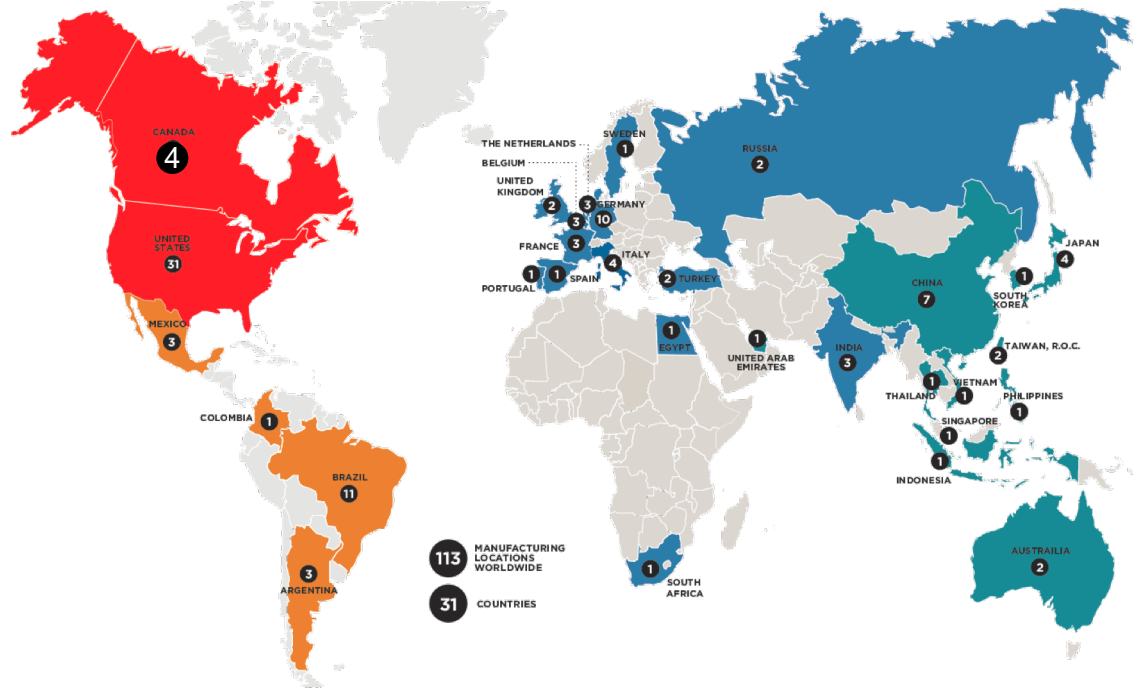 CANADA
4
UNITED
STATES
31
MEXICO
3
COLOMBIA
1
BRAZIL
11
3
ARGENTINA
113
MANUFACTURING
LOCATIONS
WORLDWIDE
31
COUNTRIES
SWEDEN
1
THE NETHERLANDS
3
BELGIUM
3
UNITED
KINGDOM
2
GERMANY
10
FRANCE
3
ITALY
4
1
PORTUGAL
1
SPAIN
2
TURKEY
RUSSIA
2
1
EGYPT
1
UNITED ARAB
EMIRATES
1
SOUTH
AFRICA
INDIA
3
CHINA
7
JAPAN
4
1
SOUTH
KOREA
TAIWAN, R.O.C.
2
1
THAILAND
VIETNAM
1
PHILIPPINES
1
SINGAPORE
1
1
INDONESIA
AUSTRAILIA
2